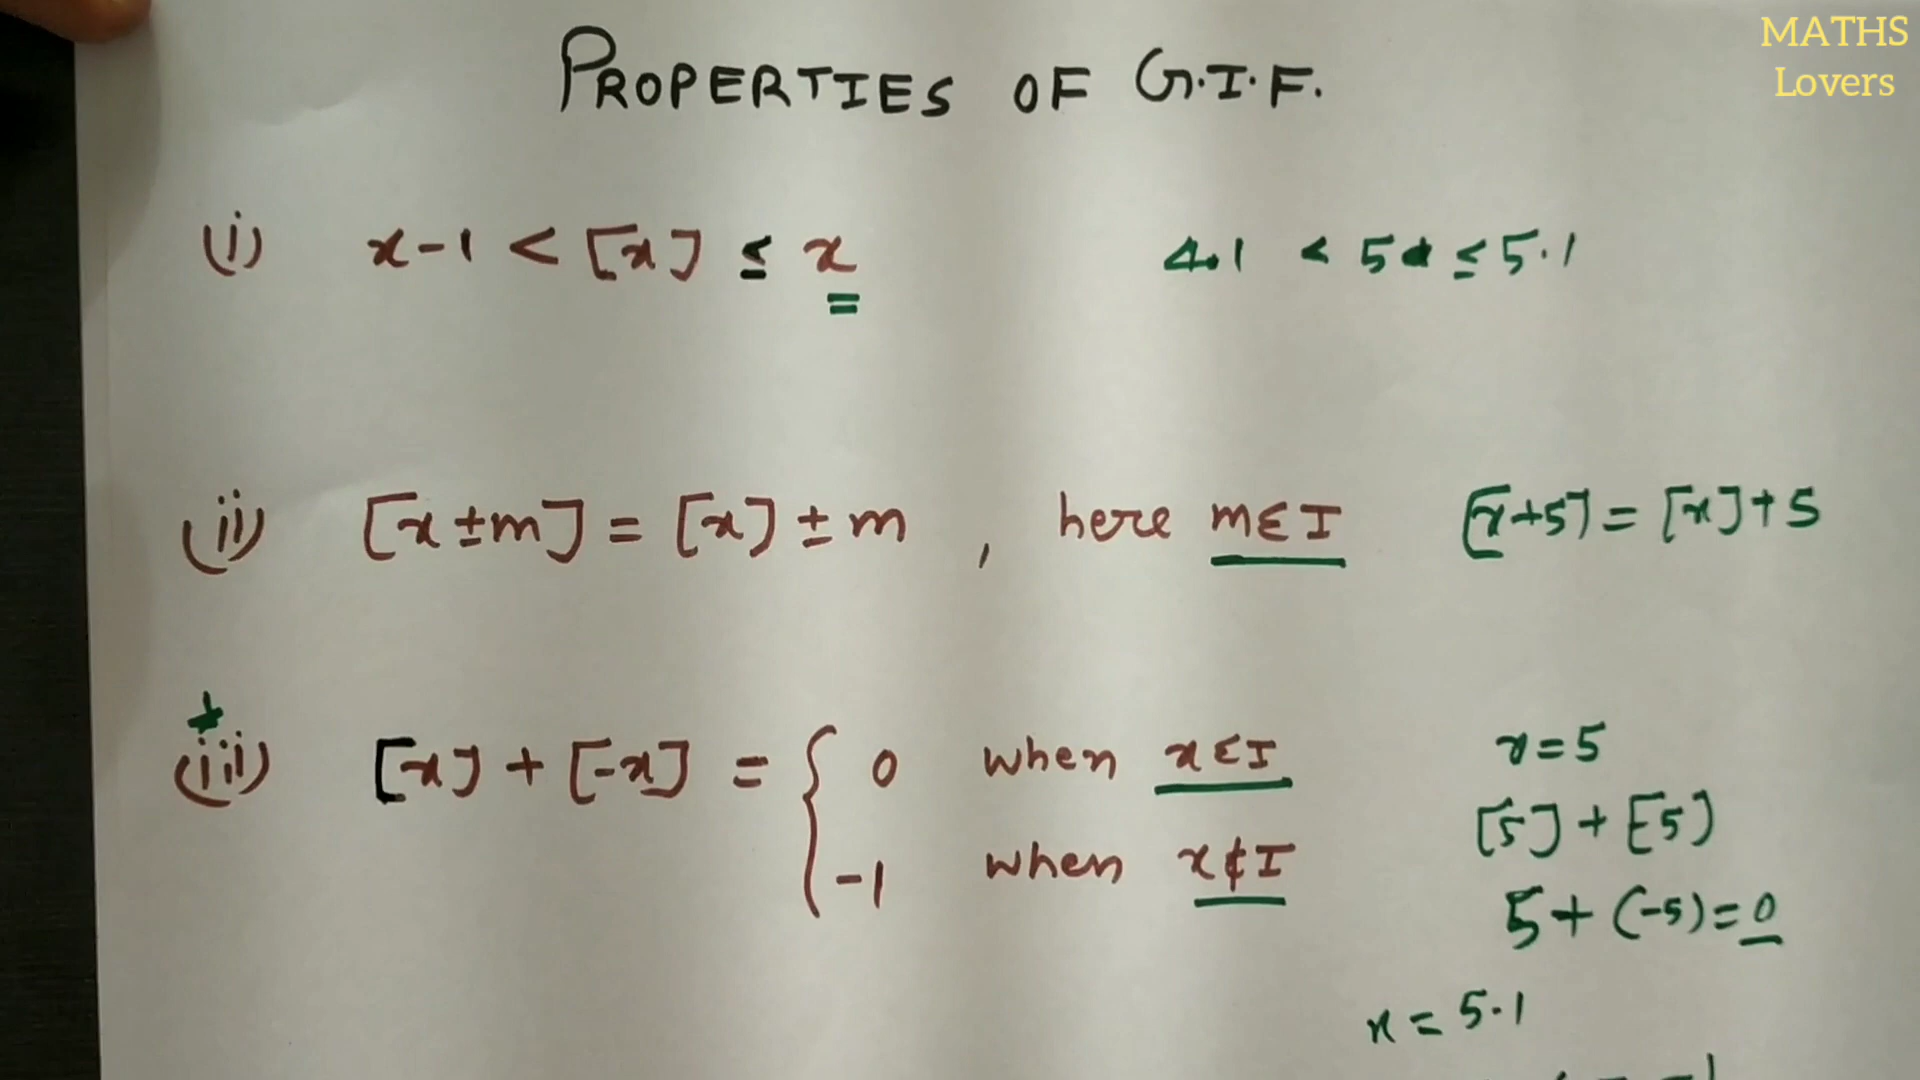 MATHS
Lovers
PROPERTIES OF G.I.F.
(i) x-1 < [x] ≤ x
4.1 < 5 ≤ 5.1
(ii) [x ± m] = [x] ± m , here m∈I
[x+5] = [x]+5
(iii) [x] + [-x] = { 0 when x∈I
-1 when x∉I
x=5
[5] + [5]
5+(-5)=0
x = 5.1